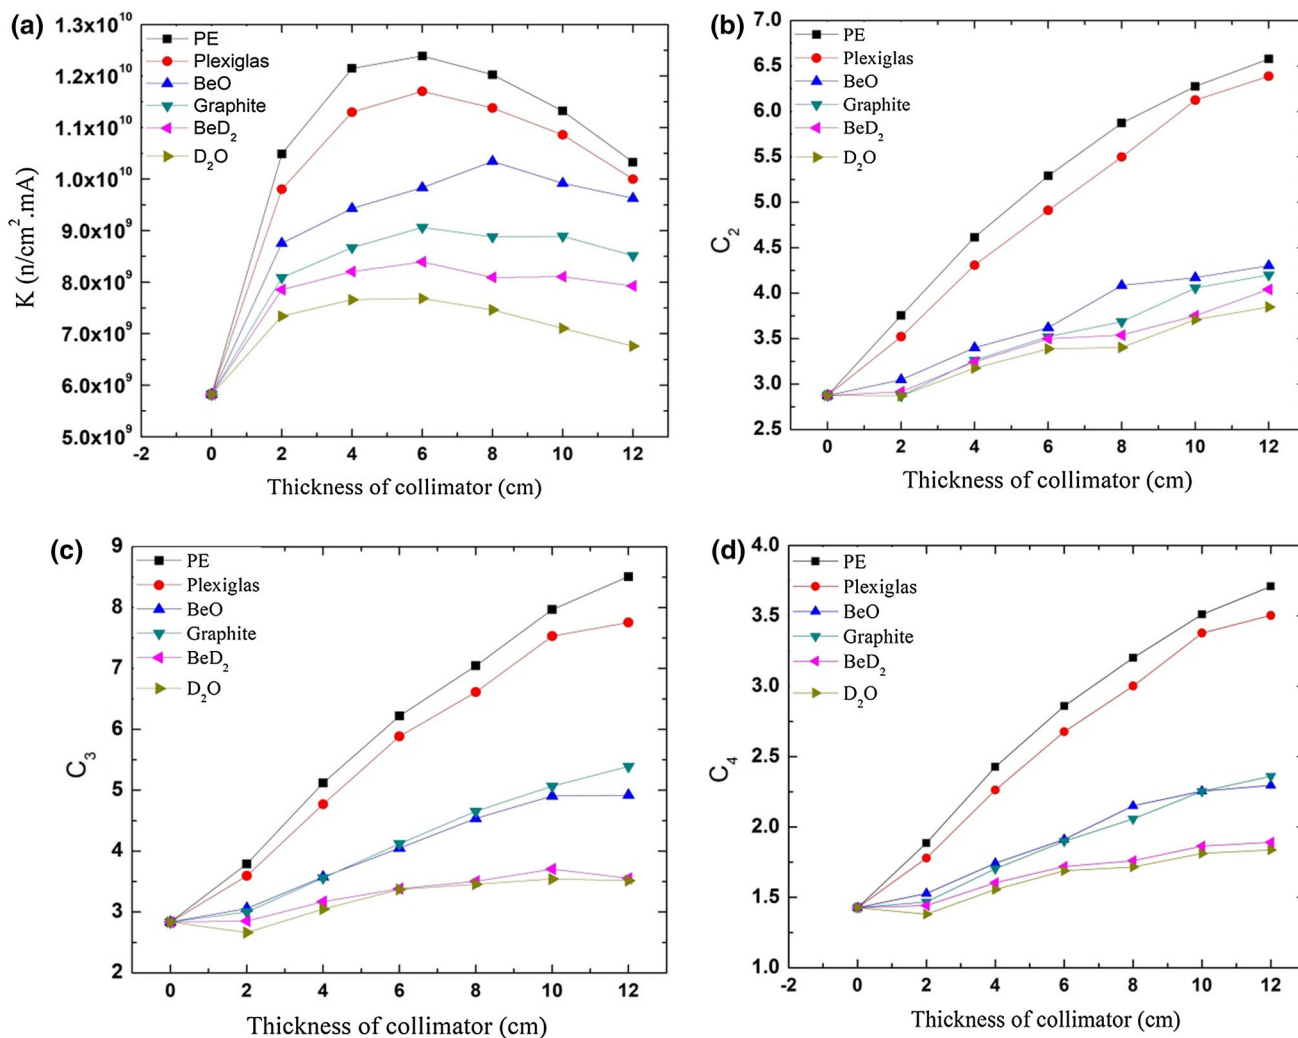 (a)
K (n/cm².mA)
1.3x10¹⁰
1.2x10¹⁰
1.1x10¹⁰
1.0x10¹⁰
9.0x10⁹
8.0x10⁹
7.0x10⁹
6.0x10⁹
5.0x10⁹
PE
Plexiglas
BeO
Graphite
BeD₂
D₂O
-2 0 2 4 6 8 10 12
Thickness of collimator (cm)
(b)
C₂
7.0
6.5
6.0
5.5
5.0
4.5
4.0
3.5
3.0
2.5
PE
Plexiglas
BeO
Graphite
BeD₂
D₂O
0 2 4 6 8 10 12
Thickness of collimator (cm)
(c)
C₃
9
8
7
6
5
4
3
2
PE
Plexiglas
BeO
Graphite
BeD₂
D₂O
0 2 4 6 8 10 12
Thickness of collimator (cm)
(d)
C₄
4.0
3.5
3.0
2.5
2.0
1.5
1.0
PE
Plexiglas
BeO
Graphite
BeD₂
D₂O
-2 0 2 4 6 8 10 12
Thickness of collimator (cm)